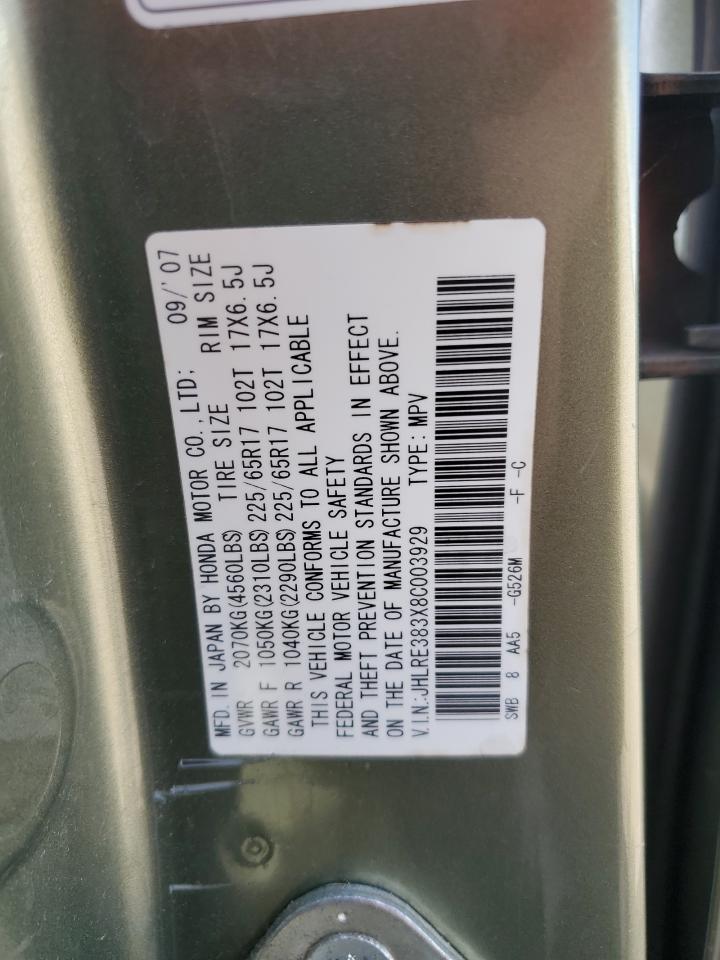 MFD. IN JAPAN BY HONDA MOTOR CO., LTD; 09/'07
GVWR 2070KG(4560LBS) TIRE SIZE RIM SIZE
GAWR F 1050KG(2310LBS) 225/65R17 102T 17X6.5J
GAWR R 1040KG(2290LBS) 225/65R17 102T 17X6.5J
THIS VEHICLE CONFORMS TO ALL APPLICABLE
FEDERAL MOTOR VEHICLE SAFETY
AND THEFT PREVENTION STANDARDS IN EFFECT
ON THE DATE OF MANUFACTURE SHOWN ABOVE.
V.I.N:JHLRE383X8C003929 TYPE: MPV
SWB 8 AA5 -G526M -F -C